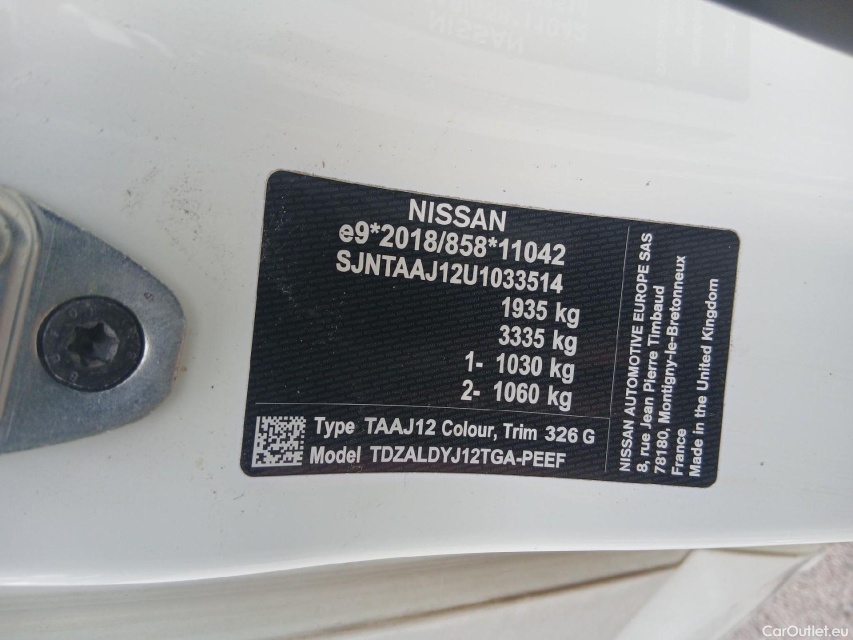 NISSAN
e9*2018/858*11042
SJNTAAJ12U1033514
1935 kg
3335 kg
1- 1030 kg
2- 1060 kg
Type TAAJ12 Colour, Trim 326 G
Model TDZALDYJ12TGA-PEEF
NISSAN AUTOMOTIVE EUROPE SAS
8, rue Jean Pierre Timbaud
78180, Montigny-le-Bretonneux
France
Made in the United Kingdom
CarOutlet.eu